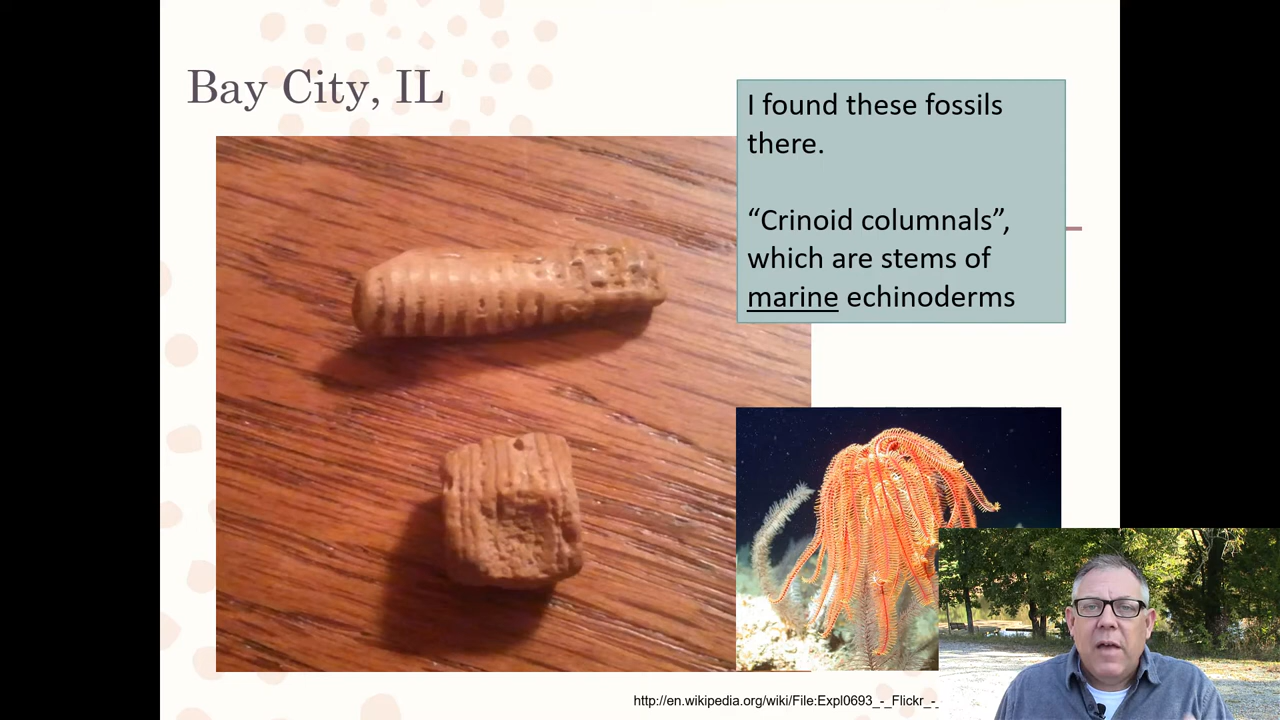 Bay City, IL
I found these fossils
there.
“Crinoid columnals”,
which are stems of
marine echinoderms
http://en.wikipedia.org/wiki/File:Expl0693_-_Flickr_-_